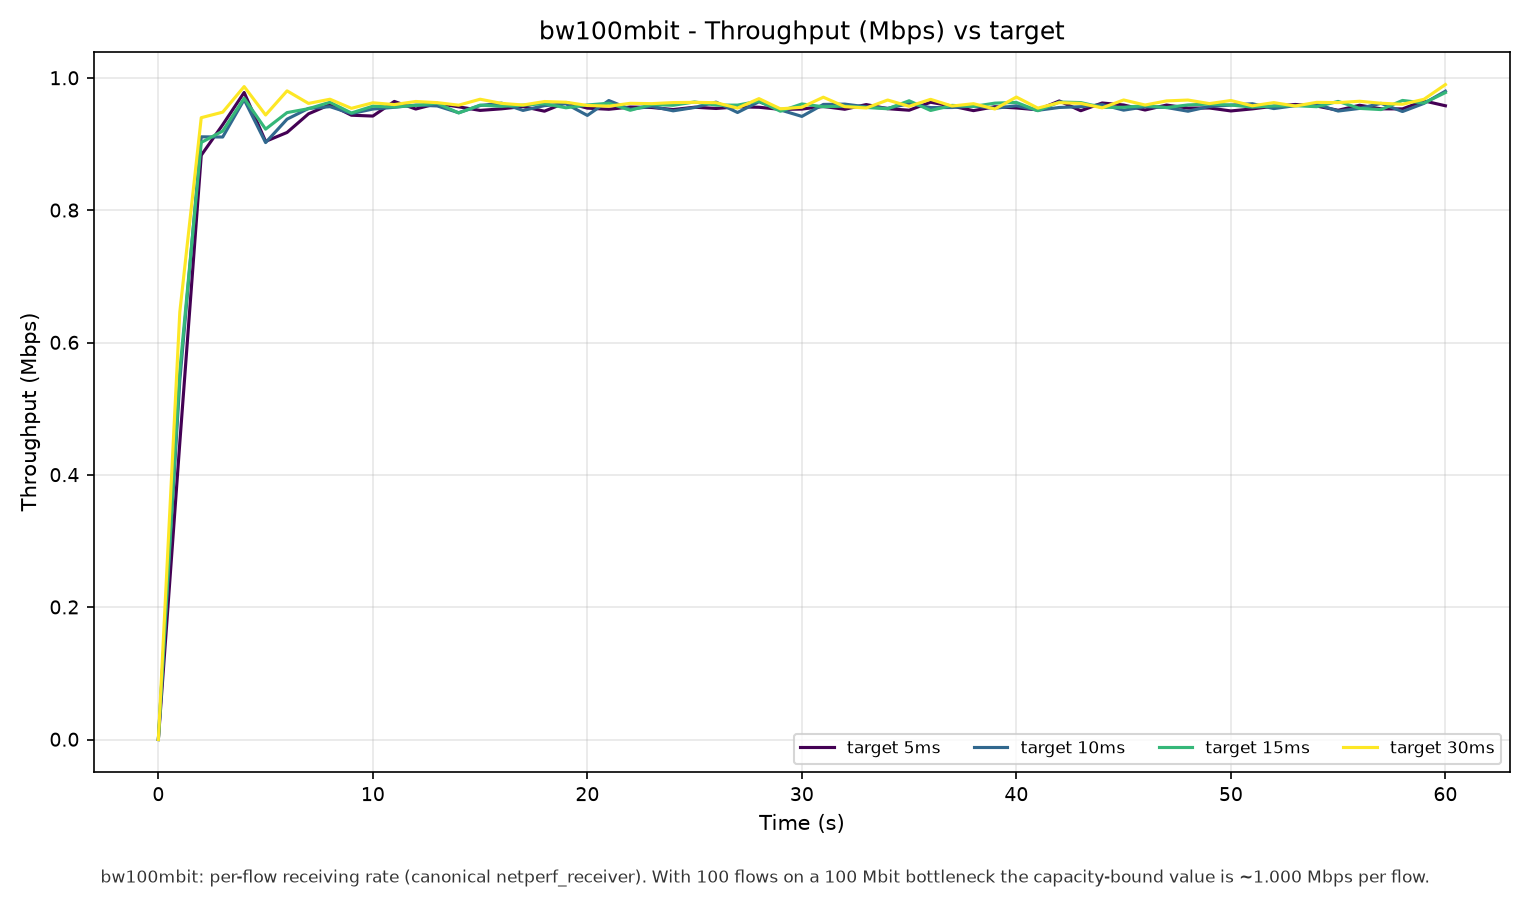 bw100mbit - Throughput (Mbps) vs target
Throughput (Mbps)
1.0
0.8
0.6
0.4
0.2
0.0
target 5ms
target 10ms
target 15ms
target 30ms
0
10
20
30
40
50
60
Time (s)
bw100mbit: per-flow receiving rate (canonical netperf_receiver). With 100 flows on a 100 Mbit bottleneck the capacity-bound value is ~1.000 Mbps per flow.